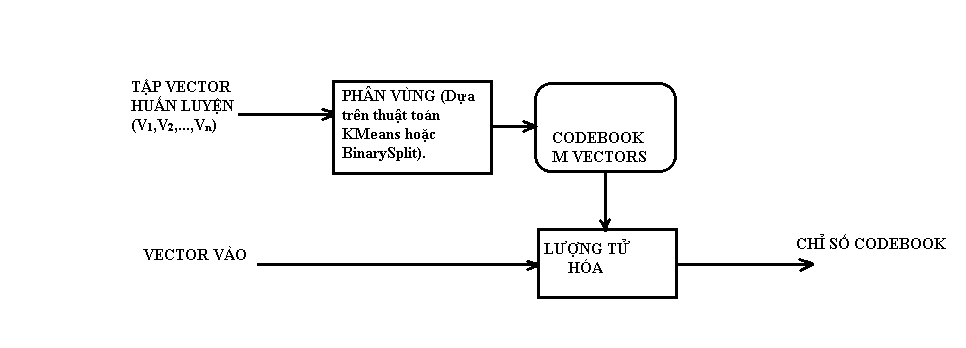 TẬP VECTOR
HUẤN LUYỆN
(V₁,V₂,...,Vₙ)
PHÂN VÙNG (Dựa
trên thuật toán
KMeans hoặc
BinarySplit).
CODEBOOK
M VECTORS
VECTOR VÀO
LƯỢNG TỬ
HÓA
CHỈ SỐ CODEBOOK